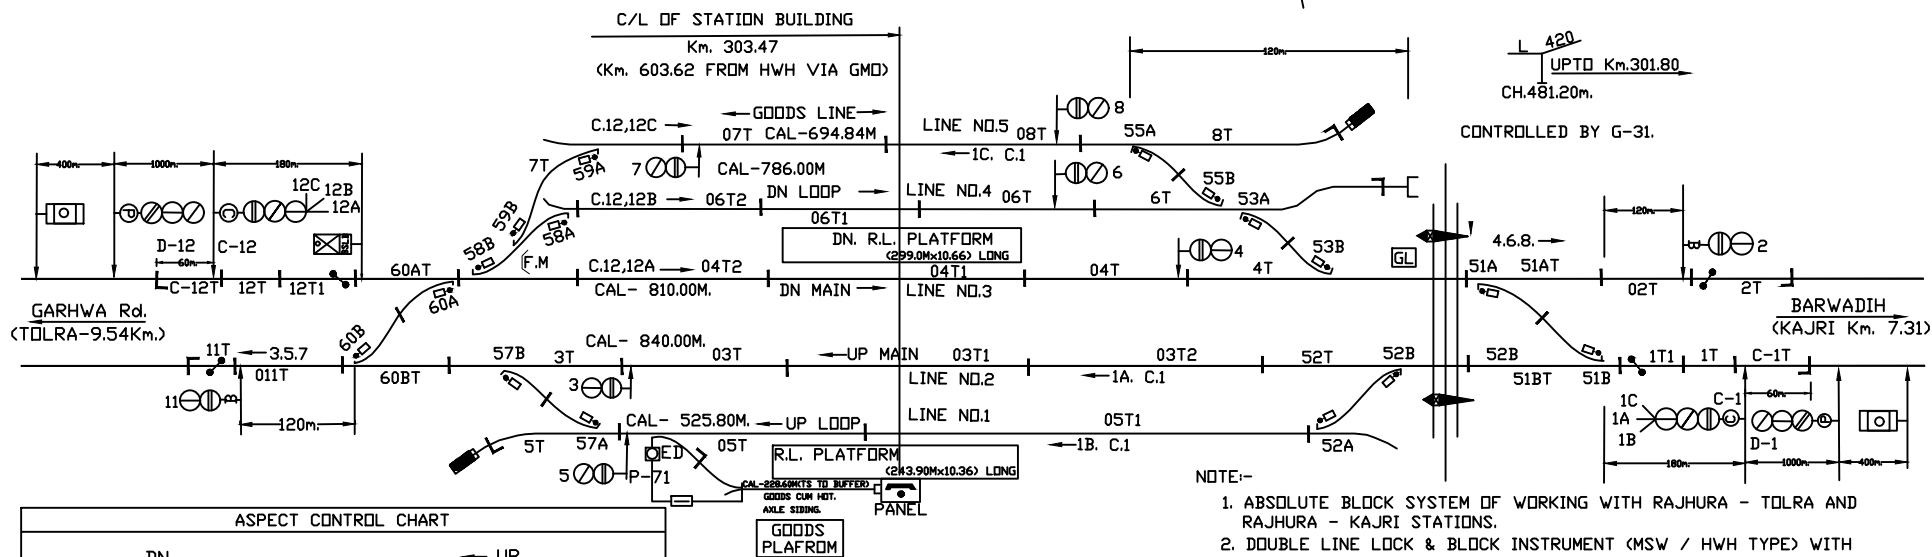 C/L OF STATION BUILDING
Km. 303.47
(Km. 603.62 FROM HWH VIA GMO)
120m.
L 420
UPTO Km.301.80
CH.481.20m.
CONTROLLED BY G-31.
GOODS LINE
C.12,12C
07T CAL-694.84M
LINE NO.5
08T
8
55A
8T
1C. C.1
400m.
1000m.
180m.
7T
59A
7
CAL-786.00M
6
DN LOOP
LINE NO.4
06T
55B
53A
6T
12C
12B
12A
P
C
C.12,12B
06T2
06T1
59B
58A
58B
D-12
C-12
BSLB
60m.
F.M
DN. R.L. PLATFORM
(299.0Mx10.66) LONG
4
53B
GL
4.6.8.
120m.
B
2
C-12T
12T
12T1
60AT
C.12,12A
04T2
04T1
04T
4T
51A
51AT
02T
2T
CAL- 810.00M.
DN MAIN
LINE NO.3
60A
GARHWA Rd.
(TOLRA-9.54Km.)
BARWADIH
(KAJRI Km. 7.31)
60B
11T
3.5.7
011T
60BT
57B
3T
CAL- 840.00M.
03T
UP MAIN
03T1
03T2
52T
52B
52B
51BT
51B
1T1
1T
C-1T
LINE NO.2
1A. C.1
11
B
3
120m.
60m.
1C
1A
1B
C-1
C
D-1
P
CAL- 525.80M.
UP LOOP
LINE NO.1
05T1
5T
57A
05T
1B. C.1
52A
180m.
1000m.
400m.
ED
5
P-71
R.L. PLATFORM
(243.90Mx10.36) LONG
CAL-228.60M(TS TO BUFFER)
GOODS CUM HOT.
AXLE SIDING.
PANEL
GOODS
PLAFROM
NOTE:-
1. ABSOLUTE BLOCK SYSTEM OF WORKING WITH RAJHURA - TOLRA AND
RAJHURA - KAJRI STATIONS.
2. DOUBLE LINE LOCK & BLOCK INSTRUMENT (MSW / HWH TYPE) WITH
ASPECT CONTROL CHART
DN
UP